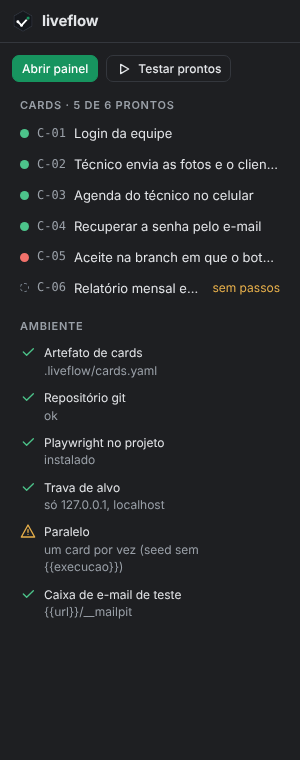 liveflow
Abrir painel
Testar prontos
CARDS · 5 DE 6 PRONTOS
C-01 Login da equipe
C-02 Técnico envia as fotos e o clien...
C-03 Agenda do técnico no celular
C-04 Recuperar a senha pelo e-mail
C-05 Aceite na branch em que o bot...
C-06 Relatório mensal e... sem passos
AMBIENTE
Artefato de cards
.liveflow/cards.yaml
Repositório git
ok
Playwright no projeto
instalado
Trava de alvo
só 127.0.0.1, localhost
Paralelo
um card por vez (seed sem
{{execucao}})
Caixa de e-mail de teste
{{url}}/__mailpit